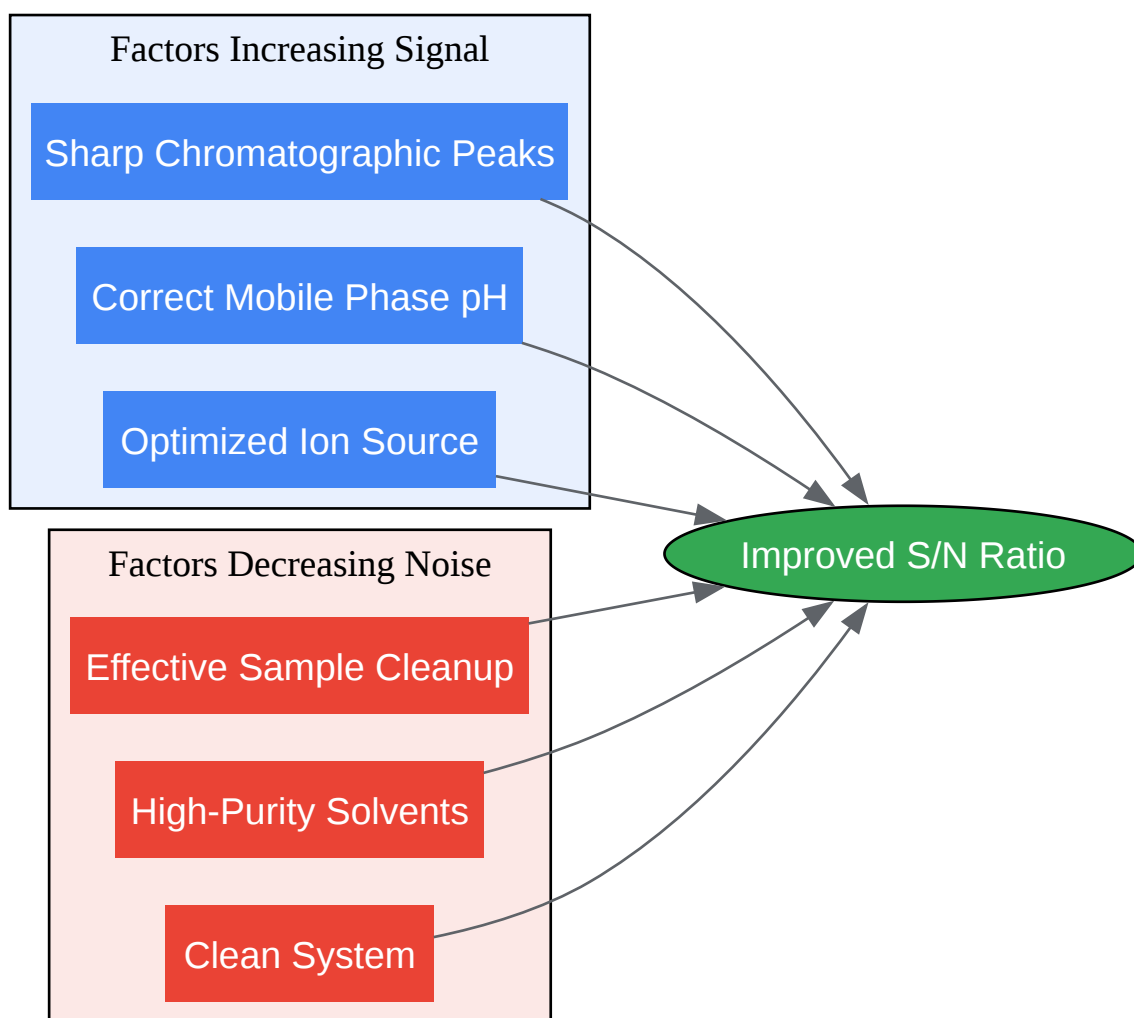 Factors Increasing Signal
Sharp Chromatographic Peaks
Correct Mobile Phase pH
Optimized Ion Source
Factors Decreasing Noise
Effective Sample Cleanup
High-Purity Solvents
Clean System
Improved S/N Ratio